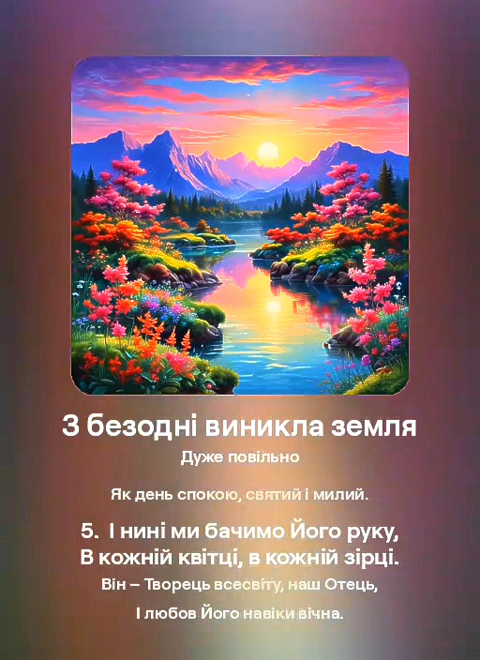 З безодні виникла земля
Дуже повільно
Як день спокою, святий і милий.
5. І нині ми бачимо Його руку,
В кожній квітці, в кожній зірці.
Він – Творець всесвіту, наш Отець,
І любов Його навіки вічна.